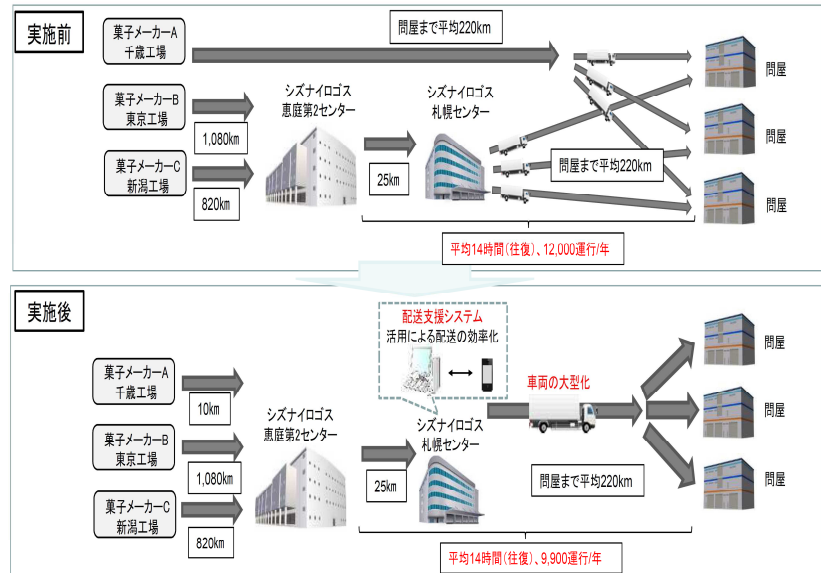 実施前
菓子メーカーA
千歳工場
問屋まで平均220km
菓子メーカーB
東京工場
1,080km
菓子メーカーC
新潟工場
820km
シズナイロゴス
恵庭第2センター
25km
シズナイロゴス
札幌センター
問屋まで平均220km
問屋
問屋
問屋
平均14時間(往復)、12,000運行/年
実施後
配送支援システム
活用による配送の効率化
菓子メーカーA
千歳工場
10km
菓子メーカーB
東京工場
1,080km
菓子メーカーC
新潟工場
820km
シズナイロゴス
恵庭第2センター
25km
シズナイロゴス
札幌センター
車両の大型化
問屋まで平均220km
問屋
問屋
問屋
平均14時間(往復)、9,900運行/年